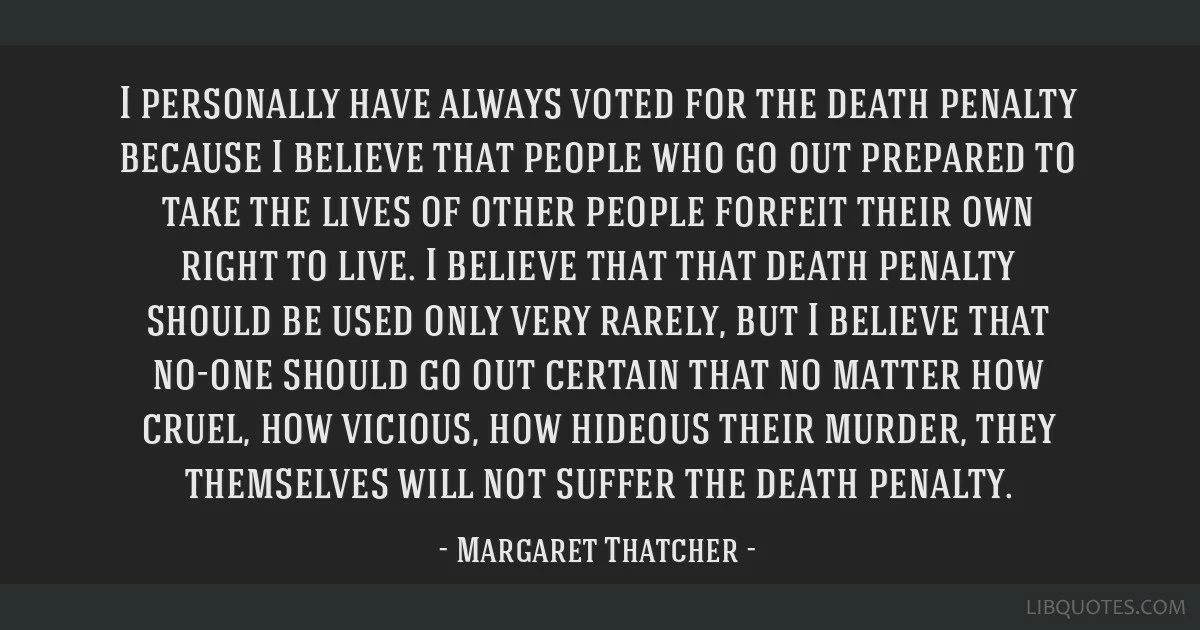 I personally have always voted for the death penalty
because I believe that people who go out prepared to
take the lives of other people forfeit their own
right to live. I believe that that death penalty
should be used only very rarely, but I believe that
no-one should go out certain that no matter how
cruel, how vicious, how hideous their murder, they
themselves will not suffer the death penalty.
- Margaret Thatcher -
LIBQUOTES.COM